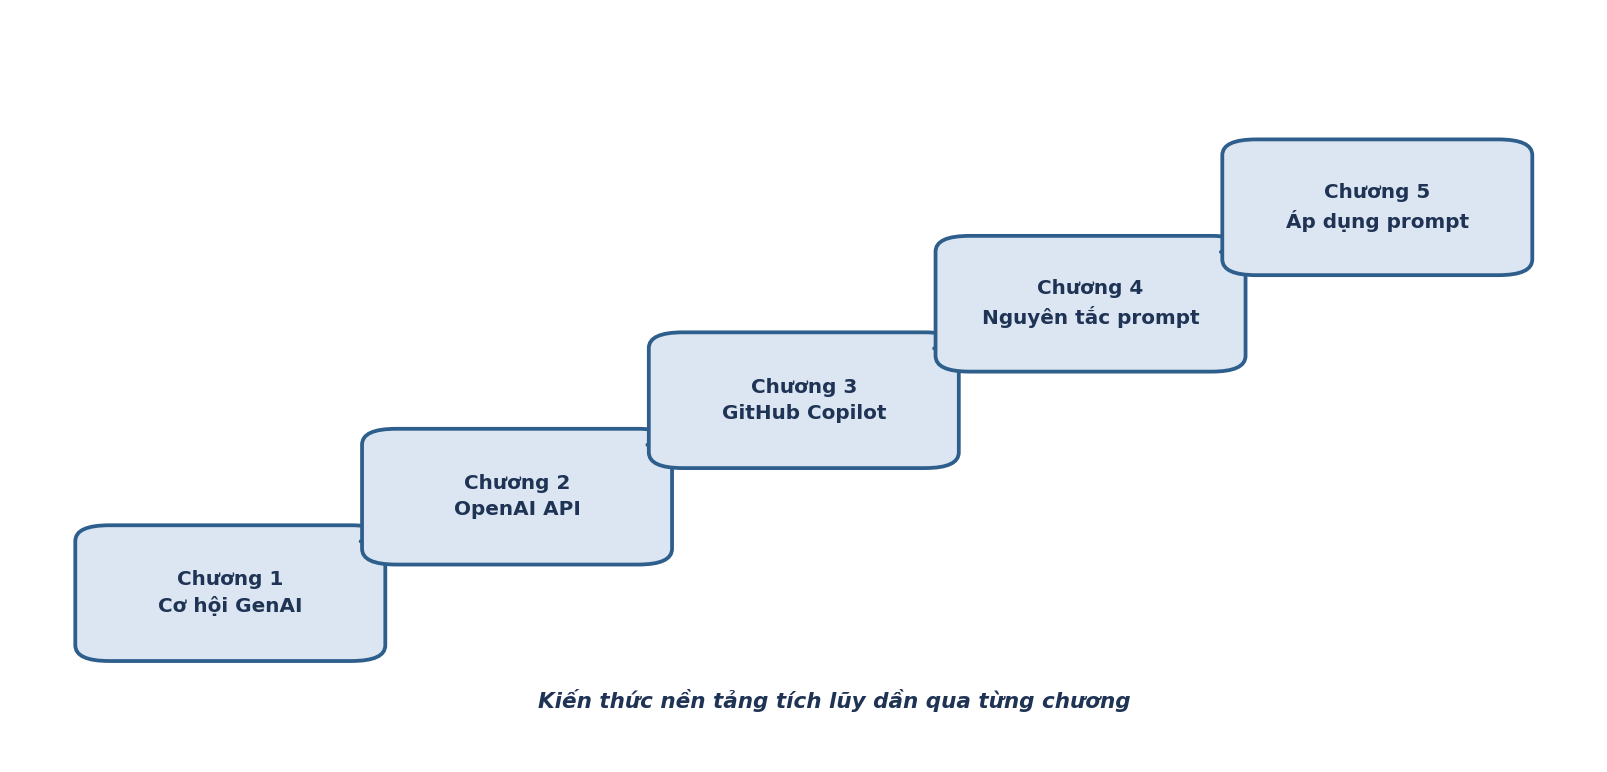 Chương 1
Cơ hội GenAI
Chương 2
OpenAI API
Chương 3
GitHub Copilot
Chương 4
Nguyên tắc prompt
Chương 5
Áp dụng prompt
Kiến thức nền tảng tích lũy dần qua từng chương